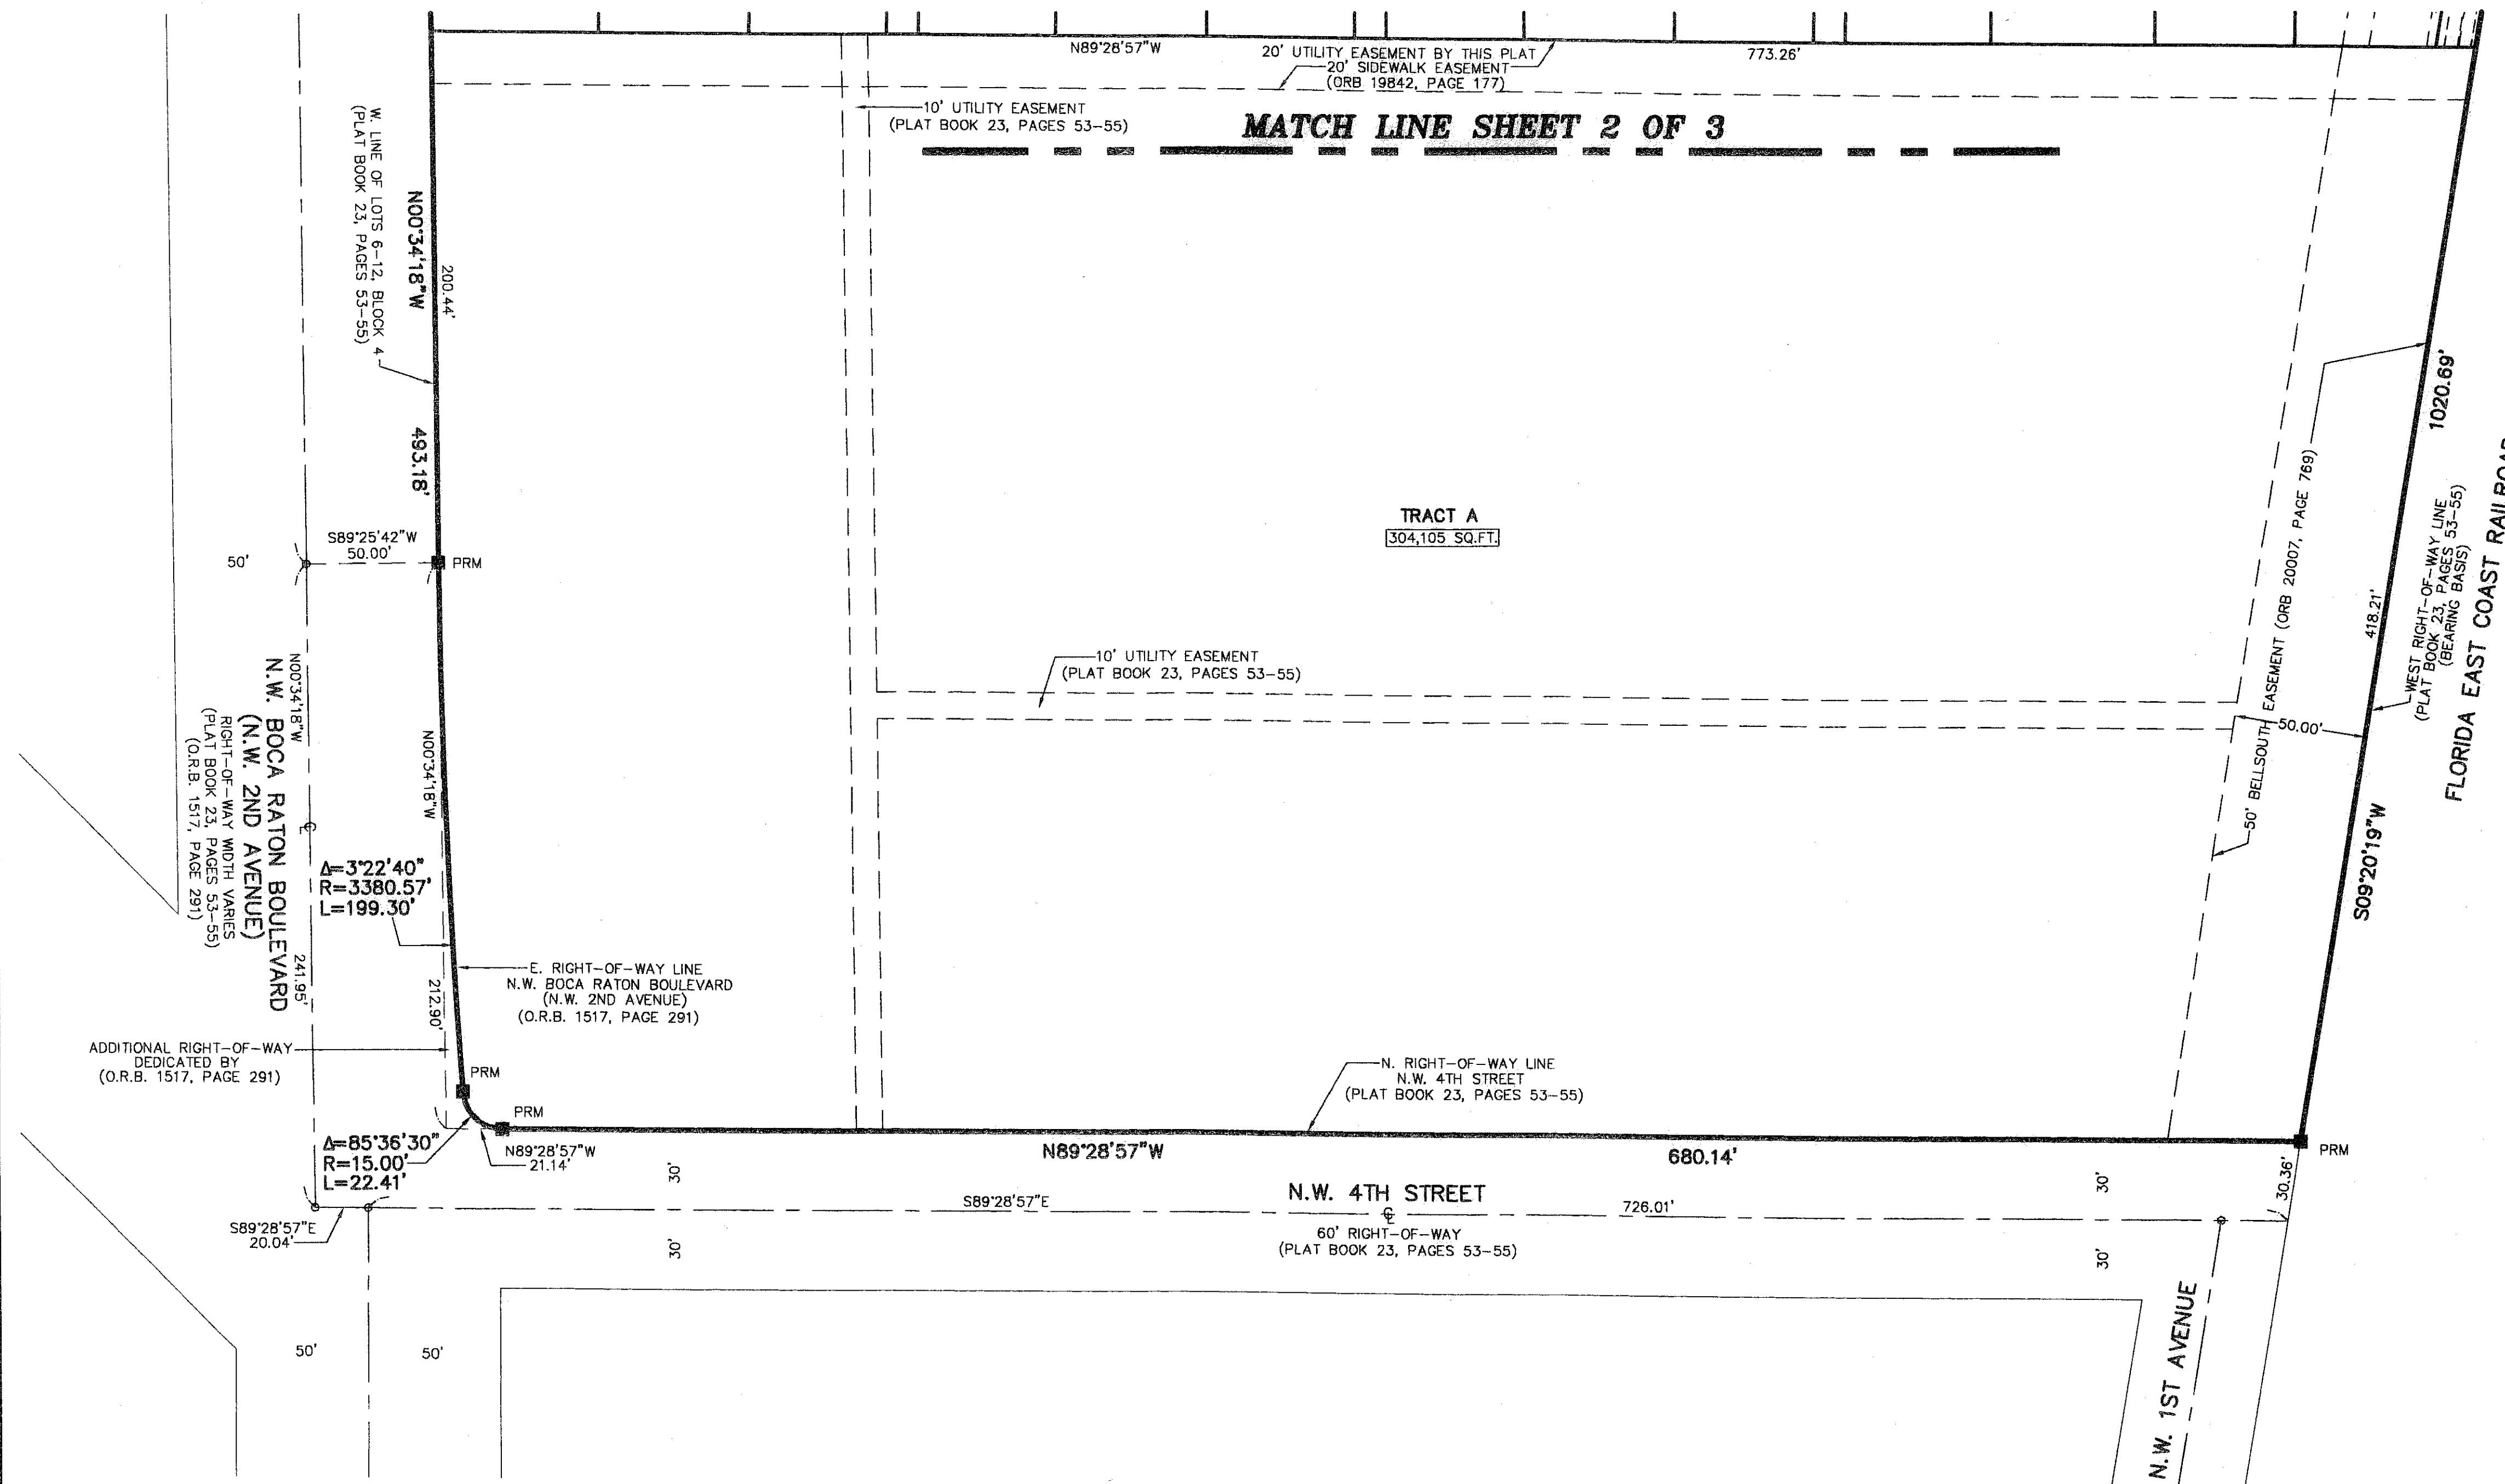 N89°28'57"W
20' UTILITY EASEMENT BY THIS PLAT
773.26'
20' SIDEWALK EASEMENT
(ORB 19842, PAGE 177)
10' UTILITY EASEMENT
(PLAT BOOK 23, PAGES 53-55)
MATCH LINE SHEET 2 OF 3
W. LINE OF LOTS 6-12, BLOCK 4
(PLAT BOOK 23, PAGES 53-55)
N00°34'18"W
200.44'
493.18'
S89°25'42"W
50.00'
50'
PRM
TRACT A
304,105 SQ.FT.
1020.69'
50' BELLSOUTH EASEMENT (ORB 20007, PAGE 769)
418.21'
WEST RIGHT-OF-WAY LINE
(PLAT BOOK 23, PAGES 53-55)
(BEARING BASIS)
FLORIDA EAST COAST RAILROAD
50.00'
S09°20'19"W
10' UTILITY EASEMENT
(PLAT BOOK 23, PAGES 53-55)
N00°34'18"W
N.W. BOCA RATON BOULEVARD
(N.W. 2ND AVENUE)
RIGHT-OF-WAY WIDTH VARIES
(PLAT BOOK 23, PAGES 53-55)
(O.R.B. 1517, PAGE 291)
℄
241.95'
N00°34'18"W
212.90'
Δ=3°22'40"
R=3380.57'
L=199.30'
E. RIGHT-OF-WAY LINE
N.W. BOCA RATON BOULEVARD
(N.W. 2ND AVENUE)
(O.R.B. 1517, PAGE 291)
ADDITIONAL RIGHT-OF-WAY
DEDICATED BY
(O.R.B. 1517, PAGE 291)
PRM
PRM
Δ=85°36'30"
R=15.00'
L=22.41'
N89°28'57"W
21.14'
N. RIGHT-OF-WAY LINE
N.W. 4TH STREET
(PLAT BOOK 23, PAGES 53-55)
N89°28'57"W
680.14'
PRM
30.36'
30'
30'
S89°28'57"E
20.04'
S89°28'57"E
N.W. 4TH STREET
℄
726.01'
60' RIGHT-OF-WAY
(PLAT BOOK 23, PAGES 53-55)
30'
30'
50'
50'
N.W. 1ST AVENUE